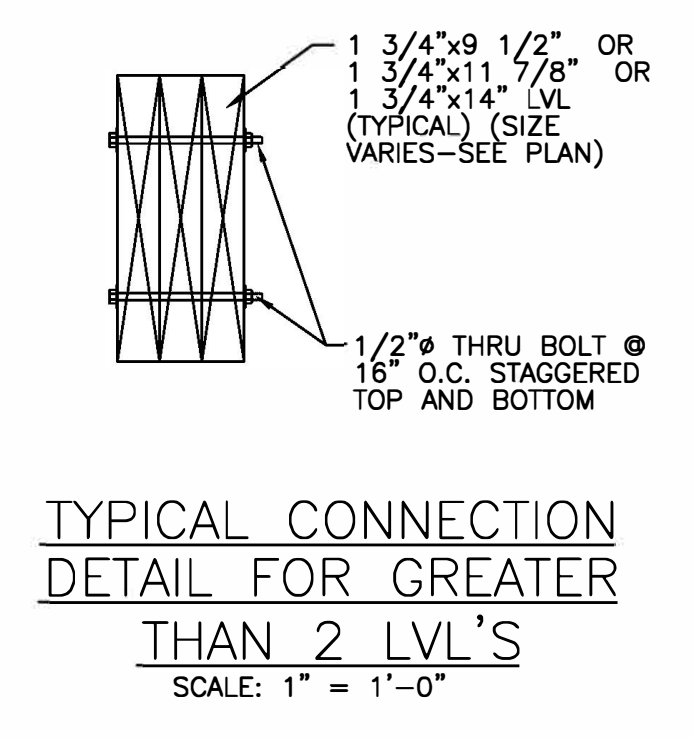 1 3/4"x9 1/2" OR
1 3/4"x11 7/8" OR
1 3/4"x14" LVL
(TYPICAL) (SIZE
VARIES-SEE PLAN)
1/2"ø THRU BOLT @
16" O.C. STAGGERED
TOP AND BOTTOM
TYPICAL CONNECTION
DETAIL FOR GREATER
THAN 2 LVL'S
SCALE: 1" = 1'-0"